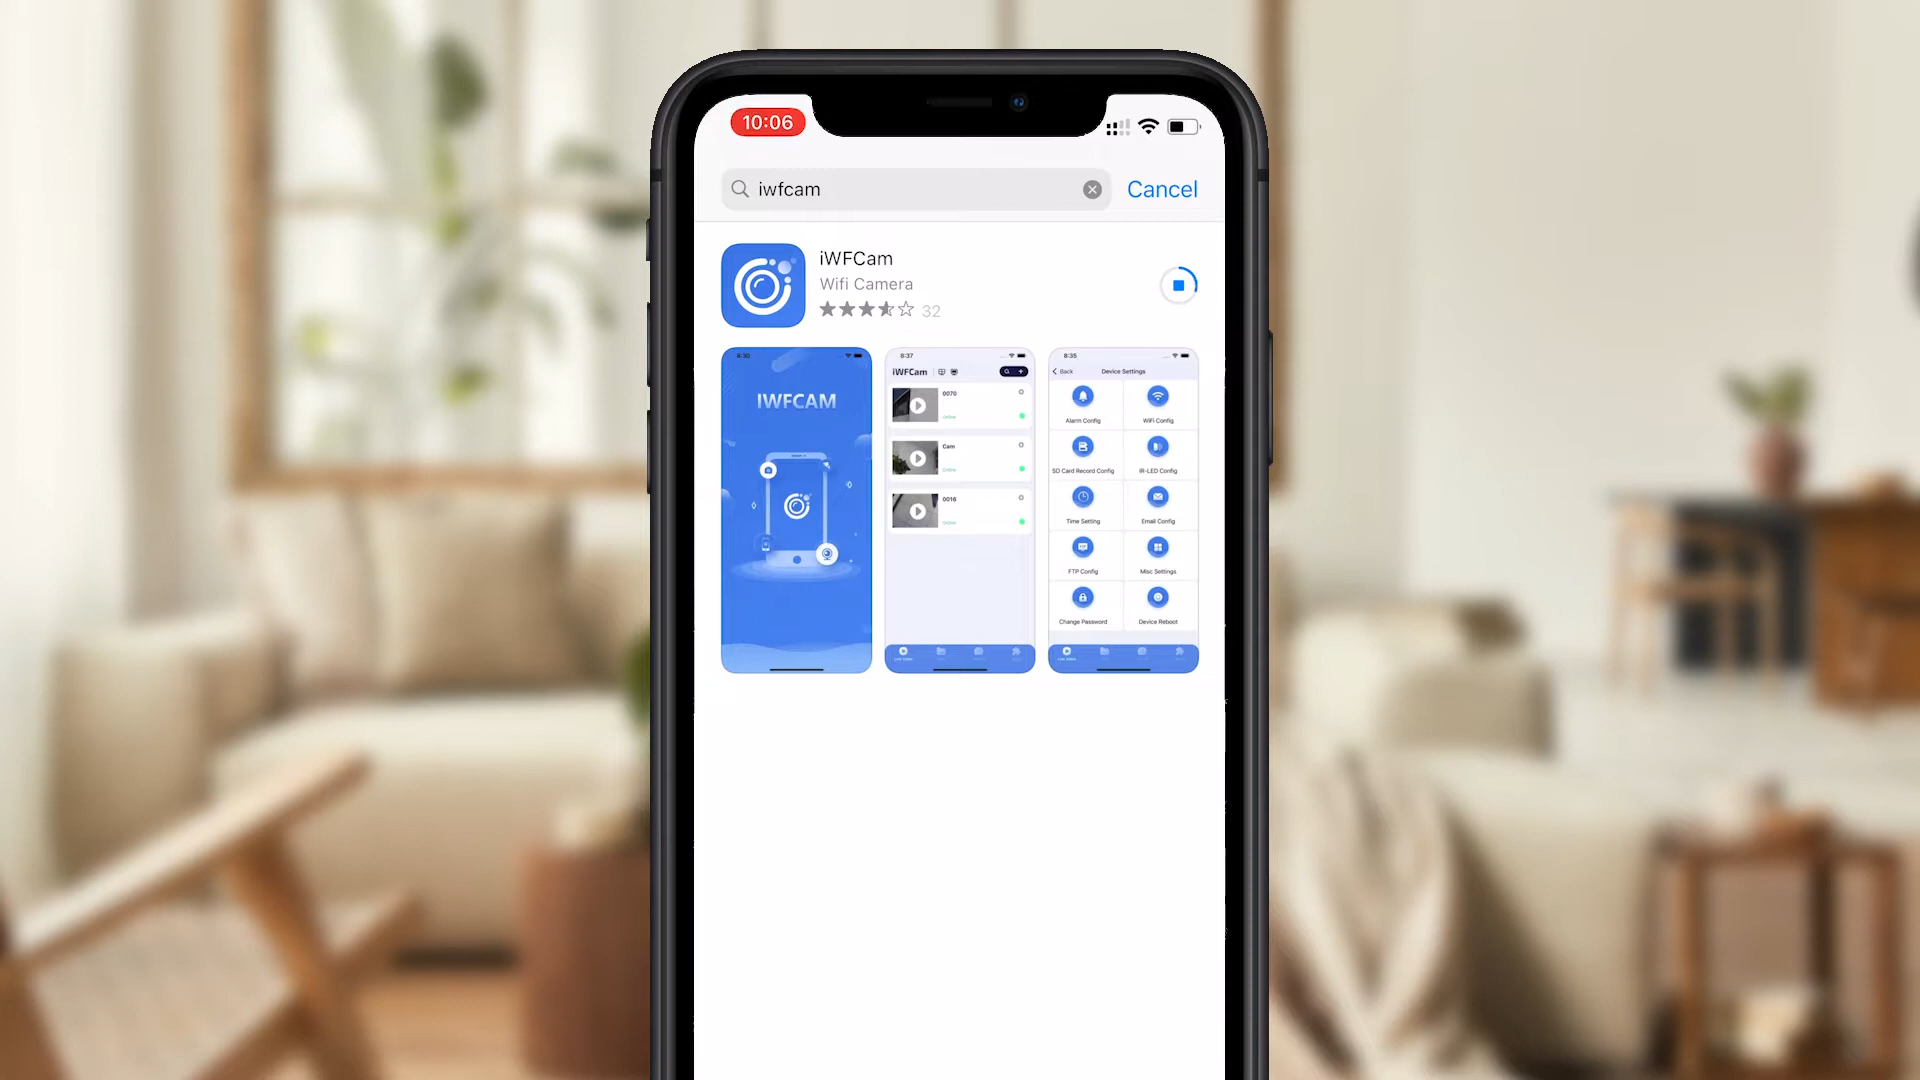 10:06
iwfcam
Cancel
iWFCam
Wifi Camera
32
8:30
IWFCAM
8:37
iWFCam
0070
Online
Cam
Online
0016
Online
8:35
Back
Device Settings
Alarm Config
WiFi Config
SD Card Record Config
IR-LED Config
Time Setting
Email Config
FTP Config
Misc Settings
Change Password
Device Reboot